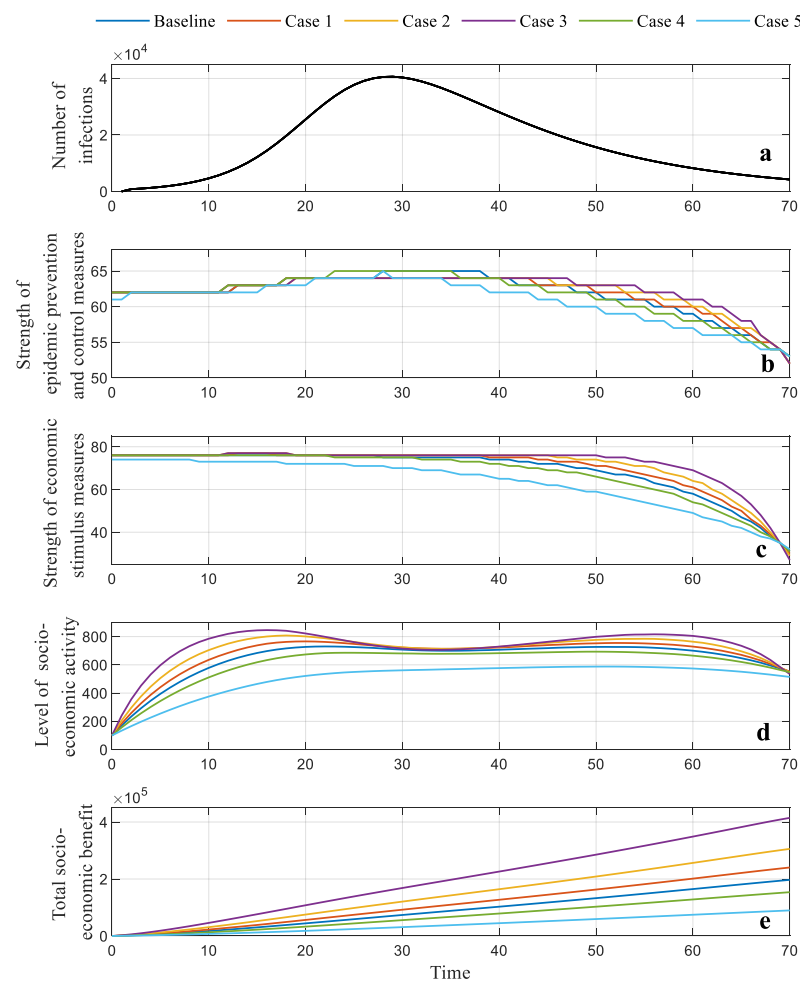 Baseline Case 1 Case 2 Case 3 Case 4 Case 5
×10⁴
Number of
infections
4
2
0
a
0 10 20 30 40 50 60 70
Strength of
epidemic prevention
and control measures
65
60
55
50
b
0 10 20 30 40 50 60 70
Strength of economic
stimulus measures
80
60
40
c
0 10 20 30 40 50 60 70
Level of socio-
economic activity
800
600
400
200
0
d
0 10 20 30 40 50 60 70
×10⁵
Total socio-
economic benefit
4
2
0
e
0 10 20 30 40 50 60 70
Time